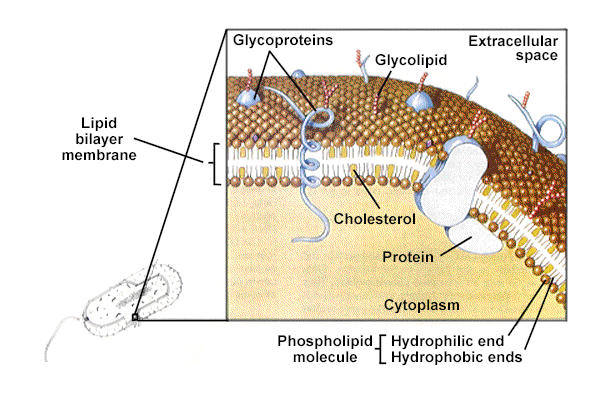 Glycoproteins
Extracellular
space
Glycolipid
Lipid
bilayer
membrane
Cholesterol
Protein
Cytoplasm
Phospholipid
molecule
Hydrophilic end
Hydrophobic ends